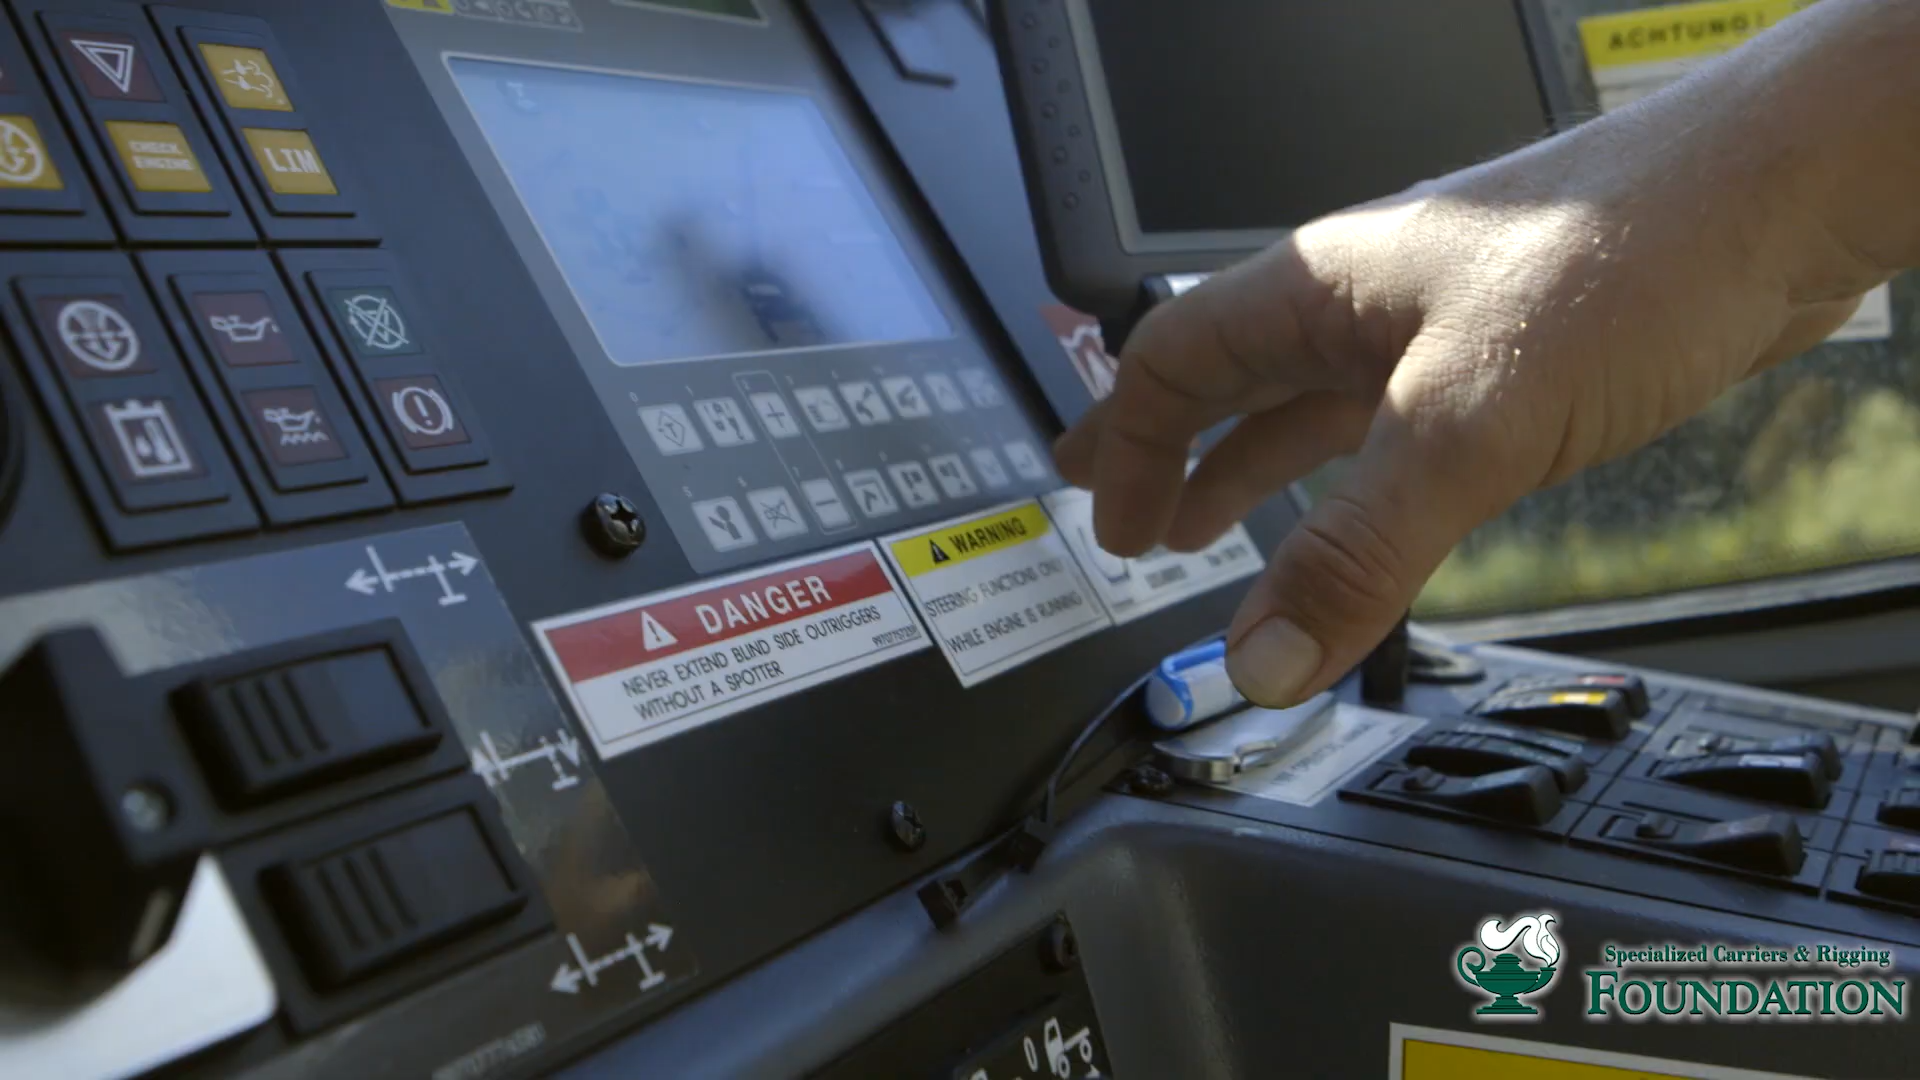 ACHTUNG!
CHECK
ENGINE
LIM
DANGER
NEVER EXTEND BLIND SIDE OUTRIGGERS
WITHOUT A SPOTTER
WARNING
STEERING FUNCTIONS ONLY
WHILE ENGINE IS RUNNING
0
Specialized Carriers & Rigging
FOUNDATION